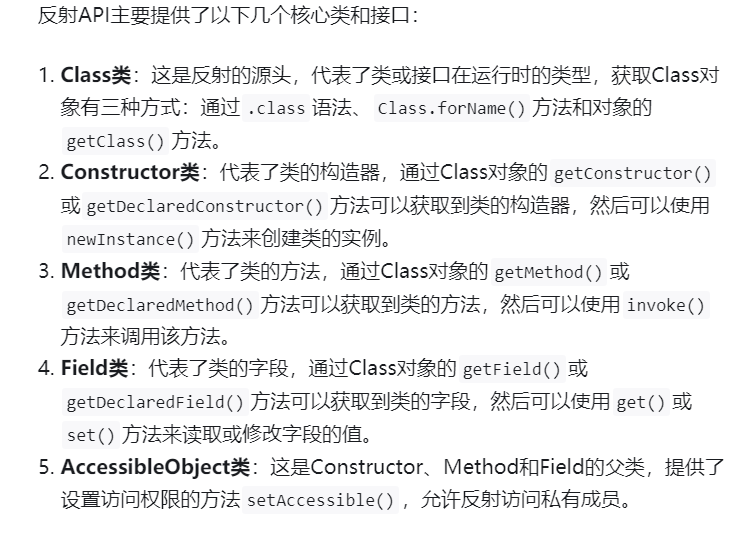 反射API主要提供了以下几个核心类和接口：
1. Class类：这是反射的源头，代表了类或接口在运行时的类型，获取Class对
象有三种方式：通过 .class 语法、 Class.forName() 方法和对象的
getClass() 方法。
2. Constructor类：代表了类的构造器，通过Class对象的 getConstructor()
或 getDeclaredConstructor() 方法可以获取到类的构造器，然后可以使用
newInstance() 方法来创建类的实例。
3. Method类：代表了类的方法，通过Class对象的 getMethod() 或
getDeclaredMethod() 方法可以获取到类的方法，然后可以使用 invoke()
方法来调用该方法。
4. Field类：代表了类的字段，通过Class对象的 getField() 或
getDeclaredField() 方法可以获取到类的字段，然后可以使用 get() 或
set() 方法来读取或修改字段的值。
5. AccessibleObject类：这是Constructor、Method和Field的父类，提供了
设置访问权限的方法 setAccessible() ，允许反射访问私有成员。